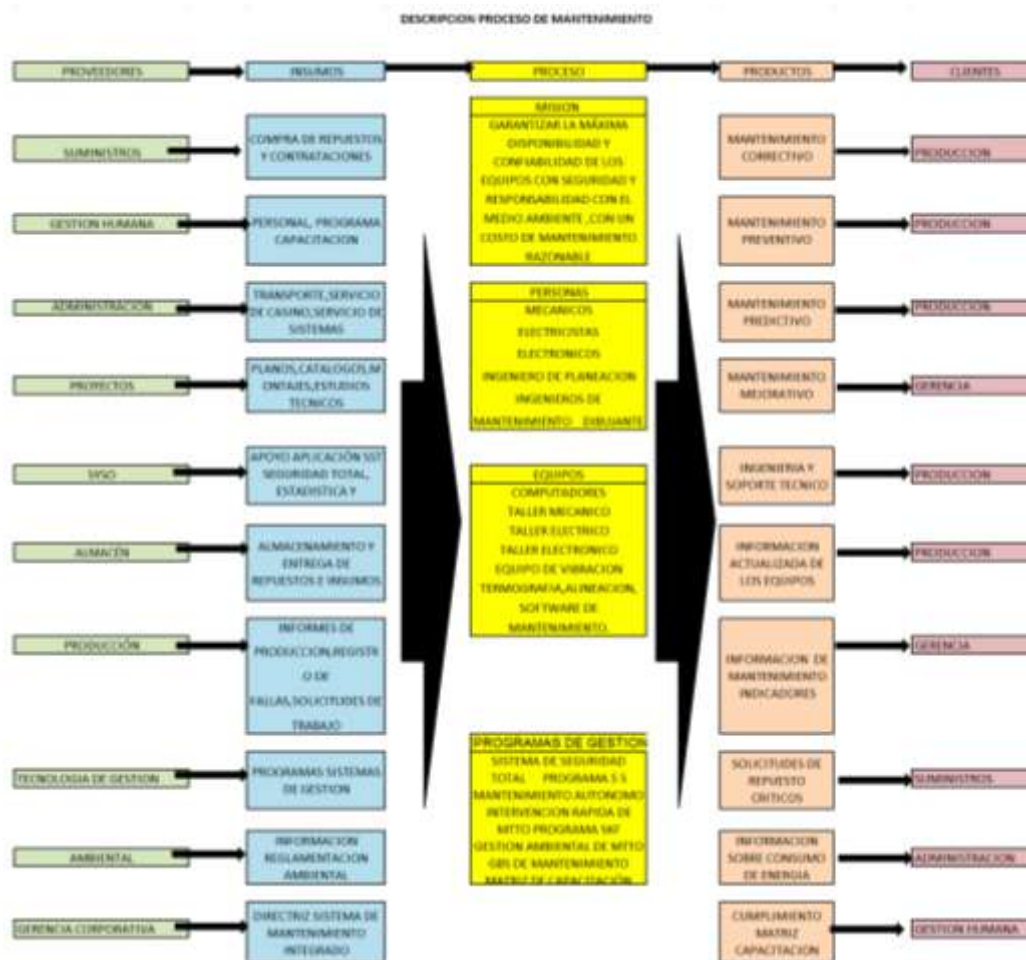 DESCRIPCION PROCESO DE MANTENIMIENTO
PROVEEDORES
INSUMOS
PROCESO
PRODUCTOS
CLIENTES
MISION
GARANTIZAR LA MÁXIMA
DISPONIBILIDAD Y
CONFIABILIDAD DE LOS
EQUIPOS CON SEGURIDAD Y
RESPONSABILIDAD CON EL
MEDIO AMBIENTE ,CON UN
COSTO DE MANTENIMIENTO
RAZONABLE
SUMINISTROS
COMPRA DE REPUESTOS
Y CONTRATACIONES
MANTENIMIENTO
CORRECTIVO
PRODUCCION
GESTION HUMANA
PERSONAL, PROGRAMA
CAPACITACION
MANTENIMIENTO
PREVENTIVO
PRODUCCION
ADMINISTRACION
TRANSPORTE,SERVICIO
DE CASINO,SERVICIO DE
SISTEMAS
PERSONAS
MECANICOS
ELECTRICISTAS
ELECTRONICOS
INGENIERO DE PLANEACION
INGENIEROS DE
MANTENIMIENTO DIBUJANTE
MANTENIMIENTO
PREDICTIVO
PRODUCCION
PROYECTOS
PLANOS,CATALOGOS,M
ONTAJES,ESTUDIOS
TECNICOS
MANTENIMIENTO
MEJORATIVO
GERENCIA
APOYO APLICACIÓN SST
SEGURIDAD TOTAL,
ESTADISTICA Y
EQUIPOS
COMPUTADORES
TALLER MECANICO
TALLER ELECTRICO
TALLER ELECTRONICO
EQUIPO DE VIBRACION
TERMOGRAFIA,ALINEACION,
SOFTWARE DE
MANTENIMIENTO.
INGENIERIA Y
SOPORTE TECNICO
PRODUCCION
ALMACÉN
ALMACENAMIENTO Y
ENTREGA DE
REPUESTOS E INSUMOS
INFORMACION
ACTUALIZADA DE
LOS EQUIPOS
PRODUCCION
PRODUCCIÓN
INFORMES DE
PRODUCCION,REGISTR
O DE
FALLAS,SOLICITUDES DE
TRABAJO
INFORMACION DE
MANTENIMIENTO
INDICADORES
GERENCIA
TECNOLOGIA DE GESTION
PROGRAMAS SISTEMAS
DE GESTION
PROGRAMAS DE GESTION
SISTEMA DE SEGURIDAD
TOTAL PROGRAMA 5 S
MANTENIMIENTO AUTONOMO
INTERVENCION RAPIDA DE
MTTO PROGRAMA SKF
GESTION AMBIENTAL DE MTTO
GBS DE MANTENIMIENTO
MATRIZ DE CAPACITACIÓN
SOLICITUDES DE
REPUESTO
CRITICOS
SUMINISTROS
AMBIENTAL
INFORMACION
REGLAMENTACION
AMBIENTAL
INFORMACION
SOBRE CONSUMO
DE ENERGIA
ADMINISTRACION
GERENCIA CORPORATIVA
DIRECTRIZ SISTEMA DE
MANTENIMIENTO
INTEGRADO
CUMPLIMIENTO
MATRIZ
CAPACITACION
GESTION HUMANA